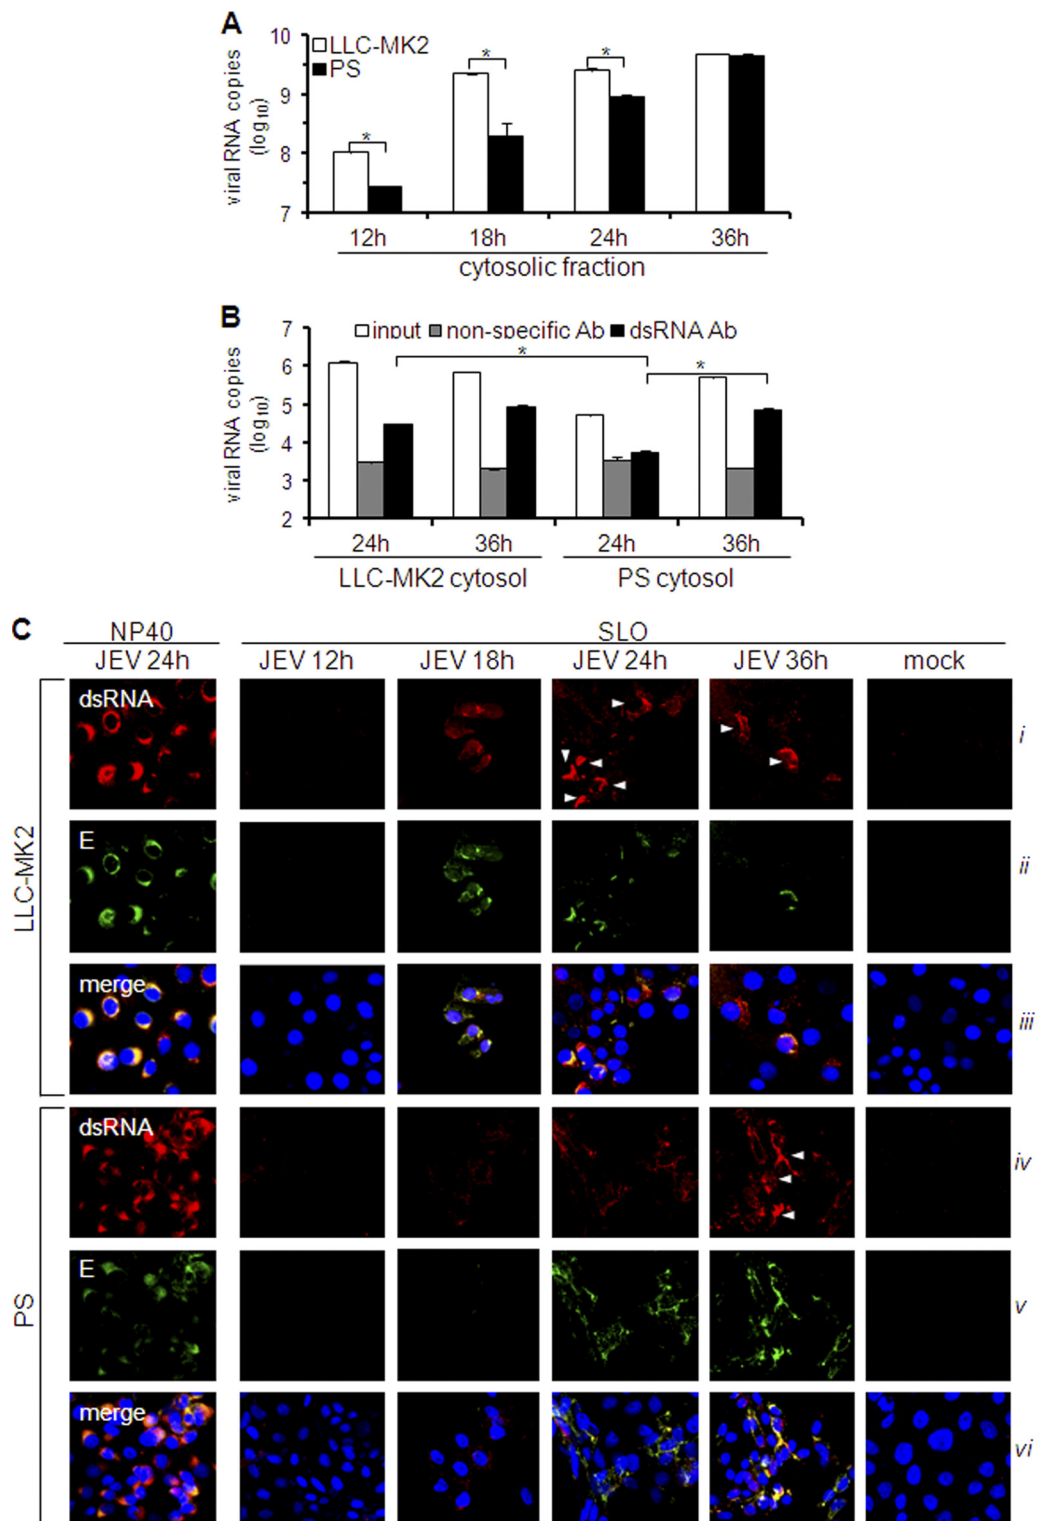 A
LLC-MK2
PS
viral RNA copies
(log10)
10
9
8
7
*
*
*
12h 18h 24h 36h
cytosolic fraction
B
input non-specific Ab dsRNA Ab
viral RNA copies
(log10)
7
6
5
4
3
2
*
*
24h 36h 24h 36h
LLC-MK2 cytosol PS cytosol
C
NP40 SLO
JEV 24h JEV 12h JEV 18h JEV 24h JEV 36h mock
LLC-MK2
dsRNA i
E ii
merge iii
PS
dsRNA iv
E v
merge vi